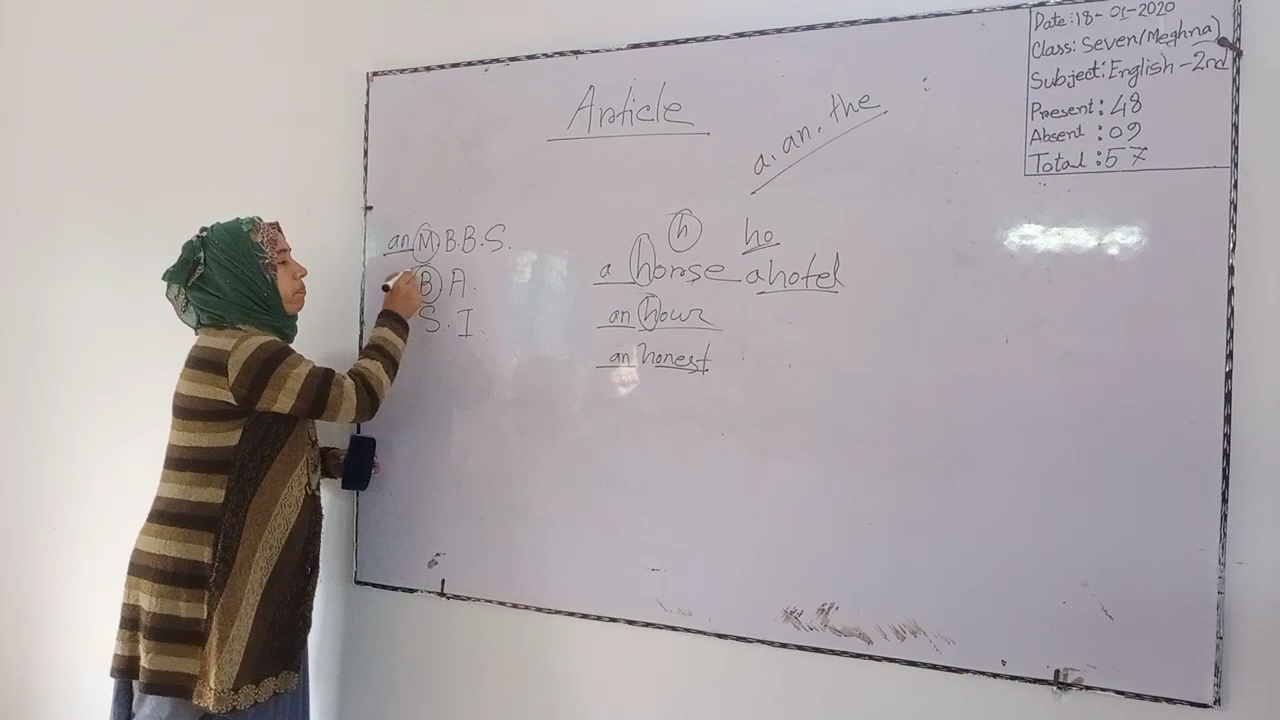 Article
a. an. the
Date: 18-01-2020
Class: Seven/(Meghna)
Subject: English-2nd
Present: 48
Absent: 09
Total: 57
an M B.B.S.
B A.
S. I.
h ho
a horse a hotel
an hour
an honest